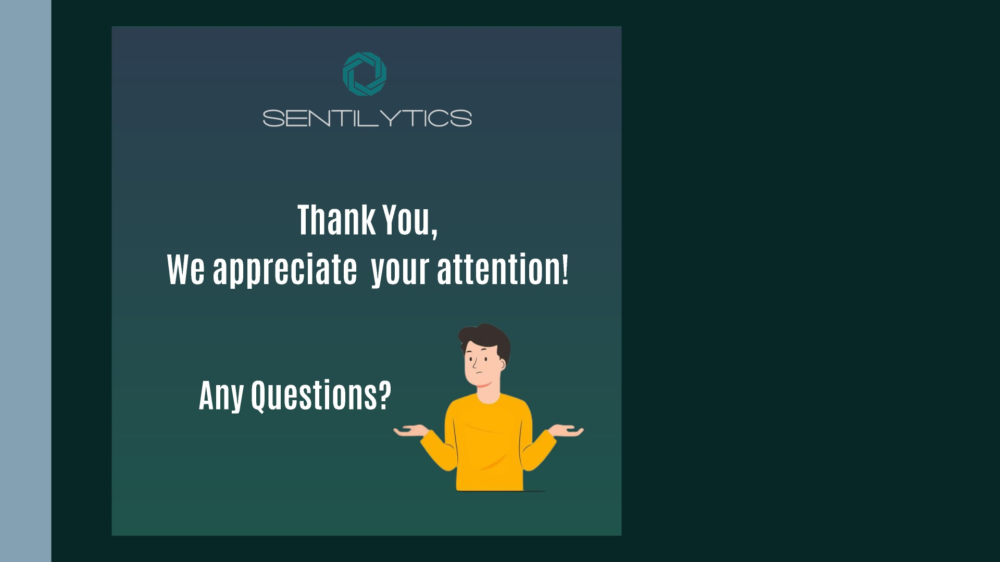 SENTILYTICS
Thank You,
We appreciate  your attention!
Any Questions?